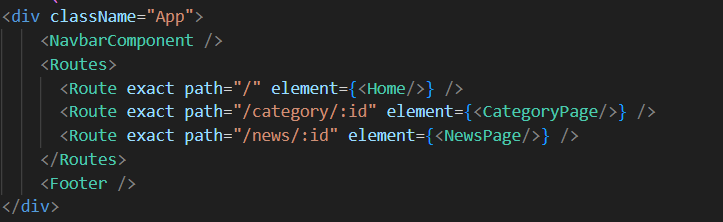 <div className="App">
<NavbarComponent />
<Routes>
<Route exact path="/" element={<Home/>} />
<Route exact path="/category/:id" element={<CategoryPage/>} />
<Route exact path="/news/:id" element={<NewsPage/>} />
</Routes>
<Footer />
</div>